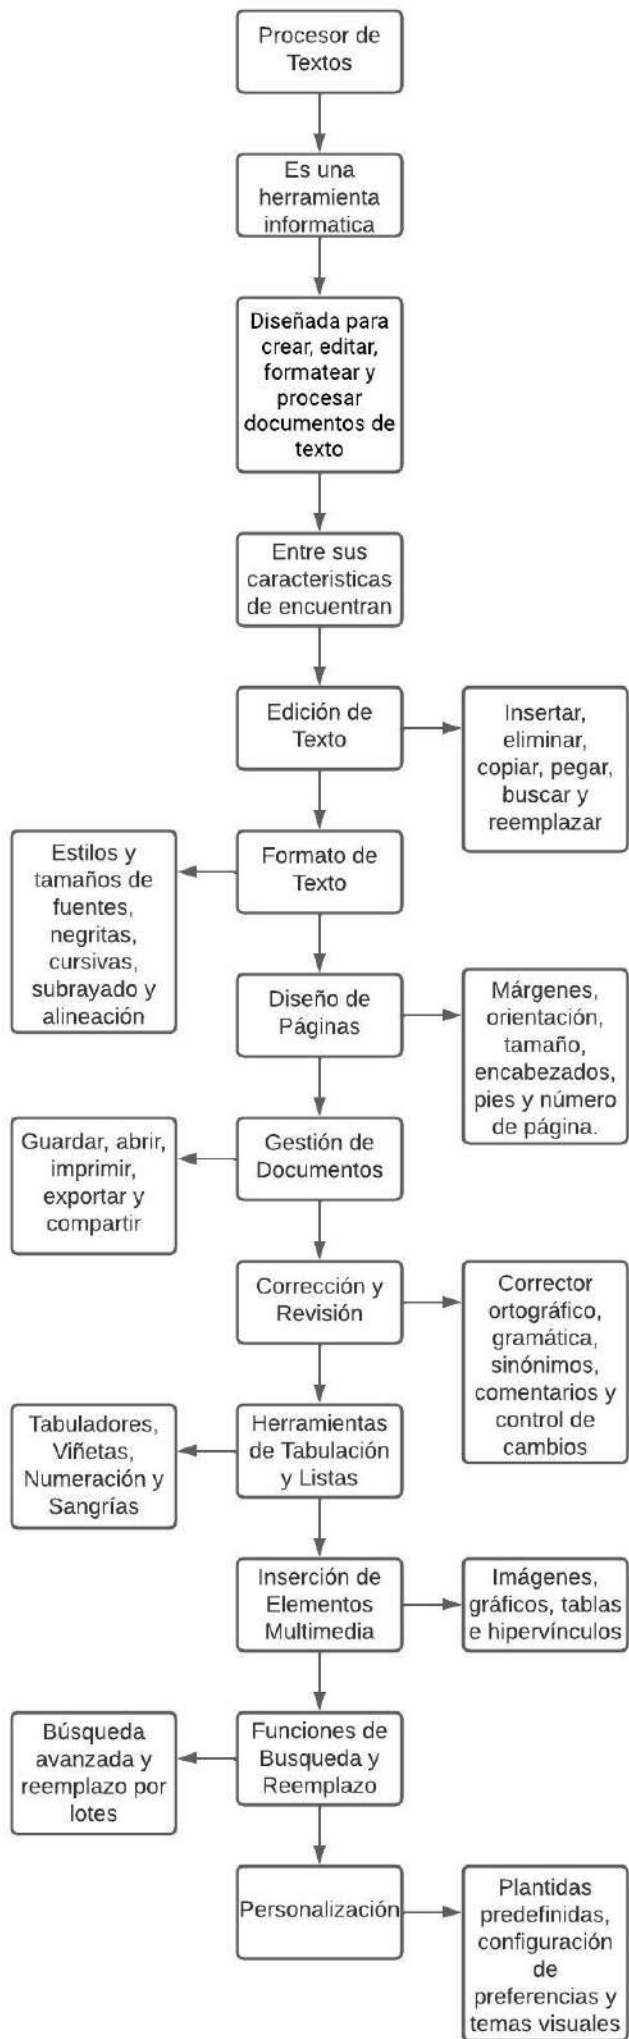 Procesor de
Textos
Es una
herramienta
informatica
Diseñada para
crear, editar,
formatear y
procesar
documentos de
texto
Entre sus
caracteristicas
de encuentran
Edición de
Texto
Insertar,
eliminar,
copiar, pegar,
buscar y
reemplazar
Formato de
Texto
Estilos y
tamaños de
fuentes,
negritas,
cursivas,
subrayado y
alineación
Diseño de
Páginas
Márgenes,
orientación,
tamaño,
encabezados,
pies y número
de página.
Gestión de
Documentos
Guardar, abrir,
imprimir,
exportar y
compartir
Corrección y
Revisión
Corrector
ortográfico,
gramática,
sinónimos,
comentarios y
control de
cambios
Herramientas
de Tabulación
y Listas
Tabuladores,
Viñetas,
Numeración y
Sangrías
Inserción de
Elementos
Multimedia
Imágenes,
gráficos, tablas
e hipervínculos
Funciones de
Busqueda y
Reemplazo
Búsqueda
avanzada y
reemplazo por
lotes
Personalización
Plantidas
predefinidas,
configuración
de
preferencias y
temas visuales